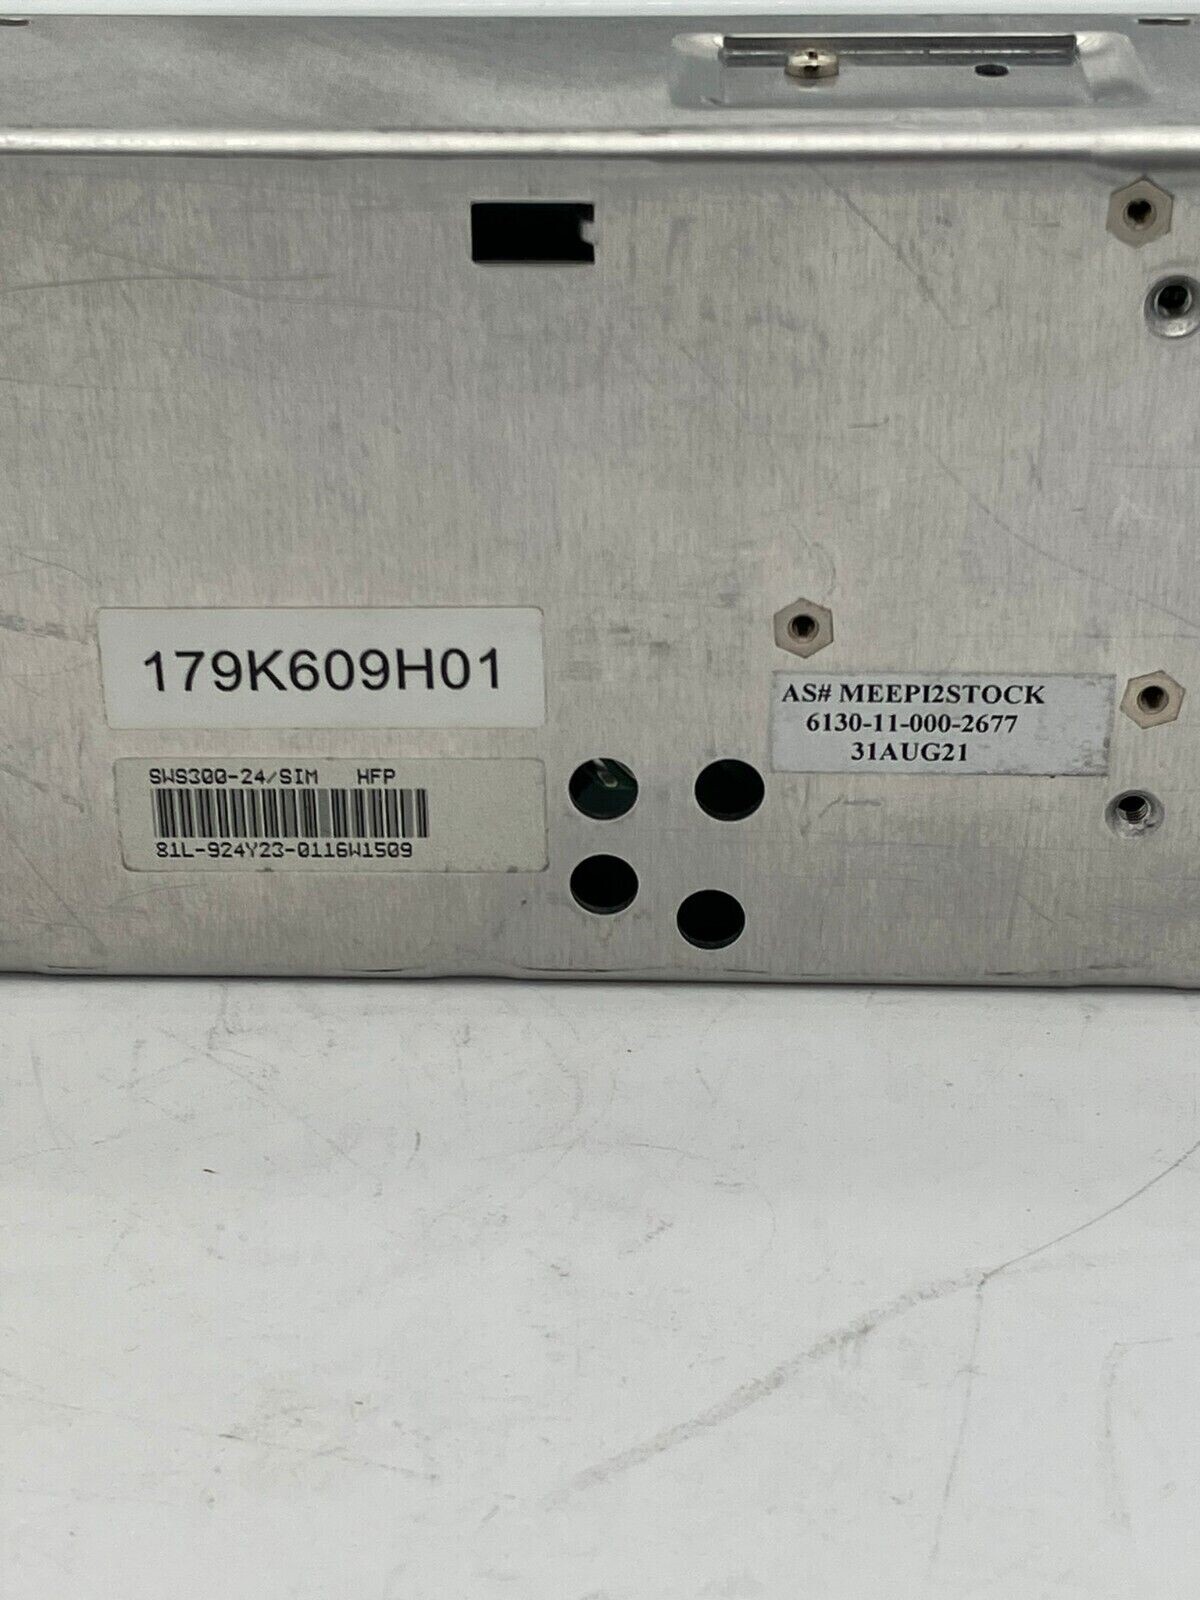 179K609H01
SWS300-24/SIM HFP
81L-924Y23-0116W1509
AS# MEEPI2STOCK
6130-11-000-2677
31AUG21